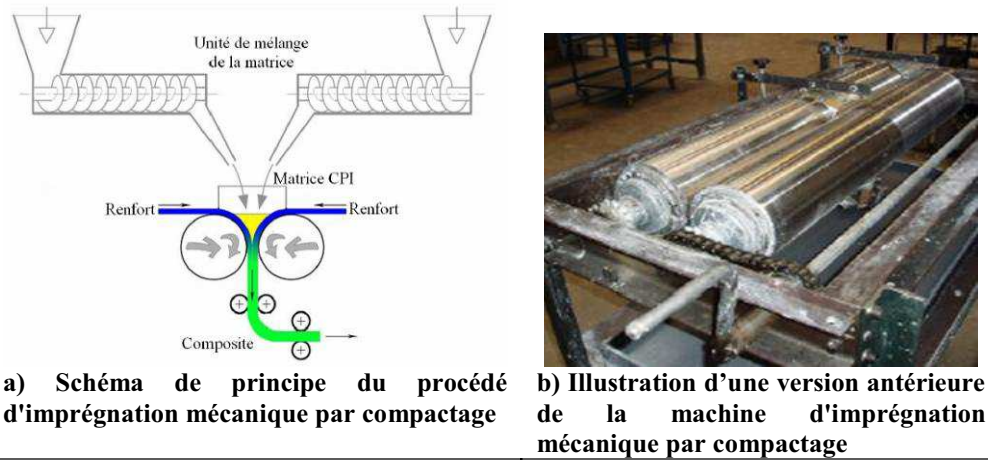 Unité de mélange
de la matrice
Matrice CPI
Renfort
Renfort
Composite
a) Schéma de principe du procédé
d'imprégnation mécanique par compactage
b) Illustration d’une version antérieure
de la machine d'imprégnation
mécanique par compactage